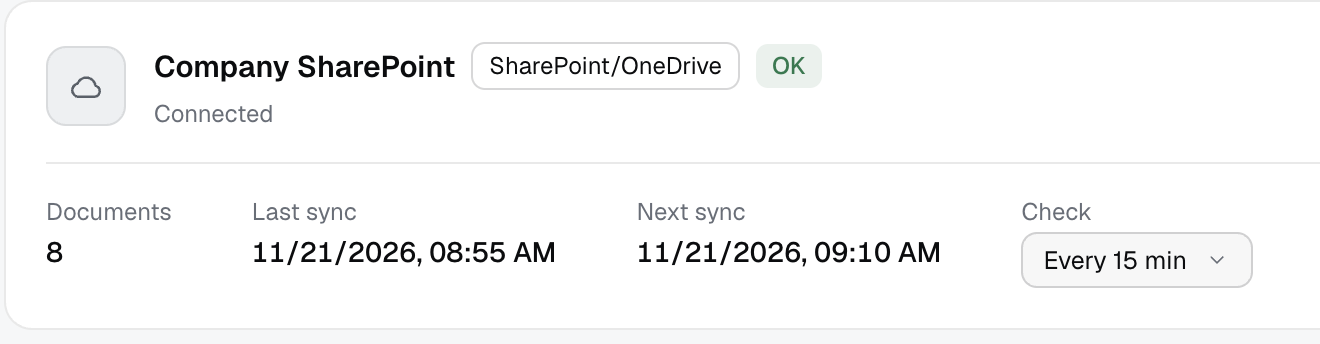 Company SharePoint SharePoint/OneDrive OK
Connected
Documents Last sync Next sync Check
8 11/21/2026, 08:55 AM 11/21/2026, 09:10 AM Every 15 min